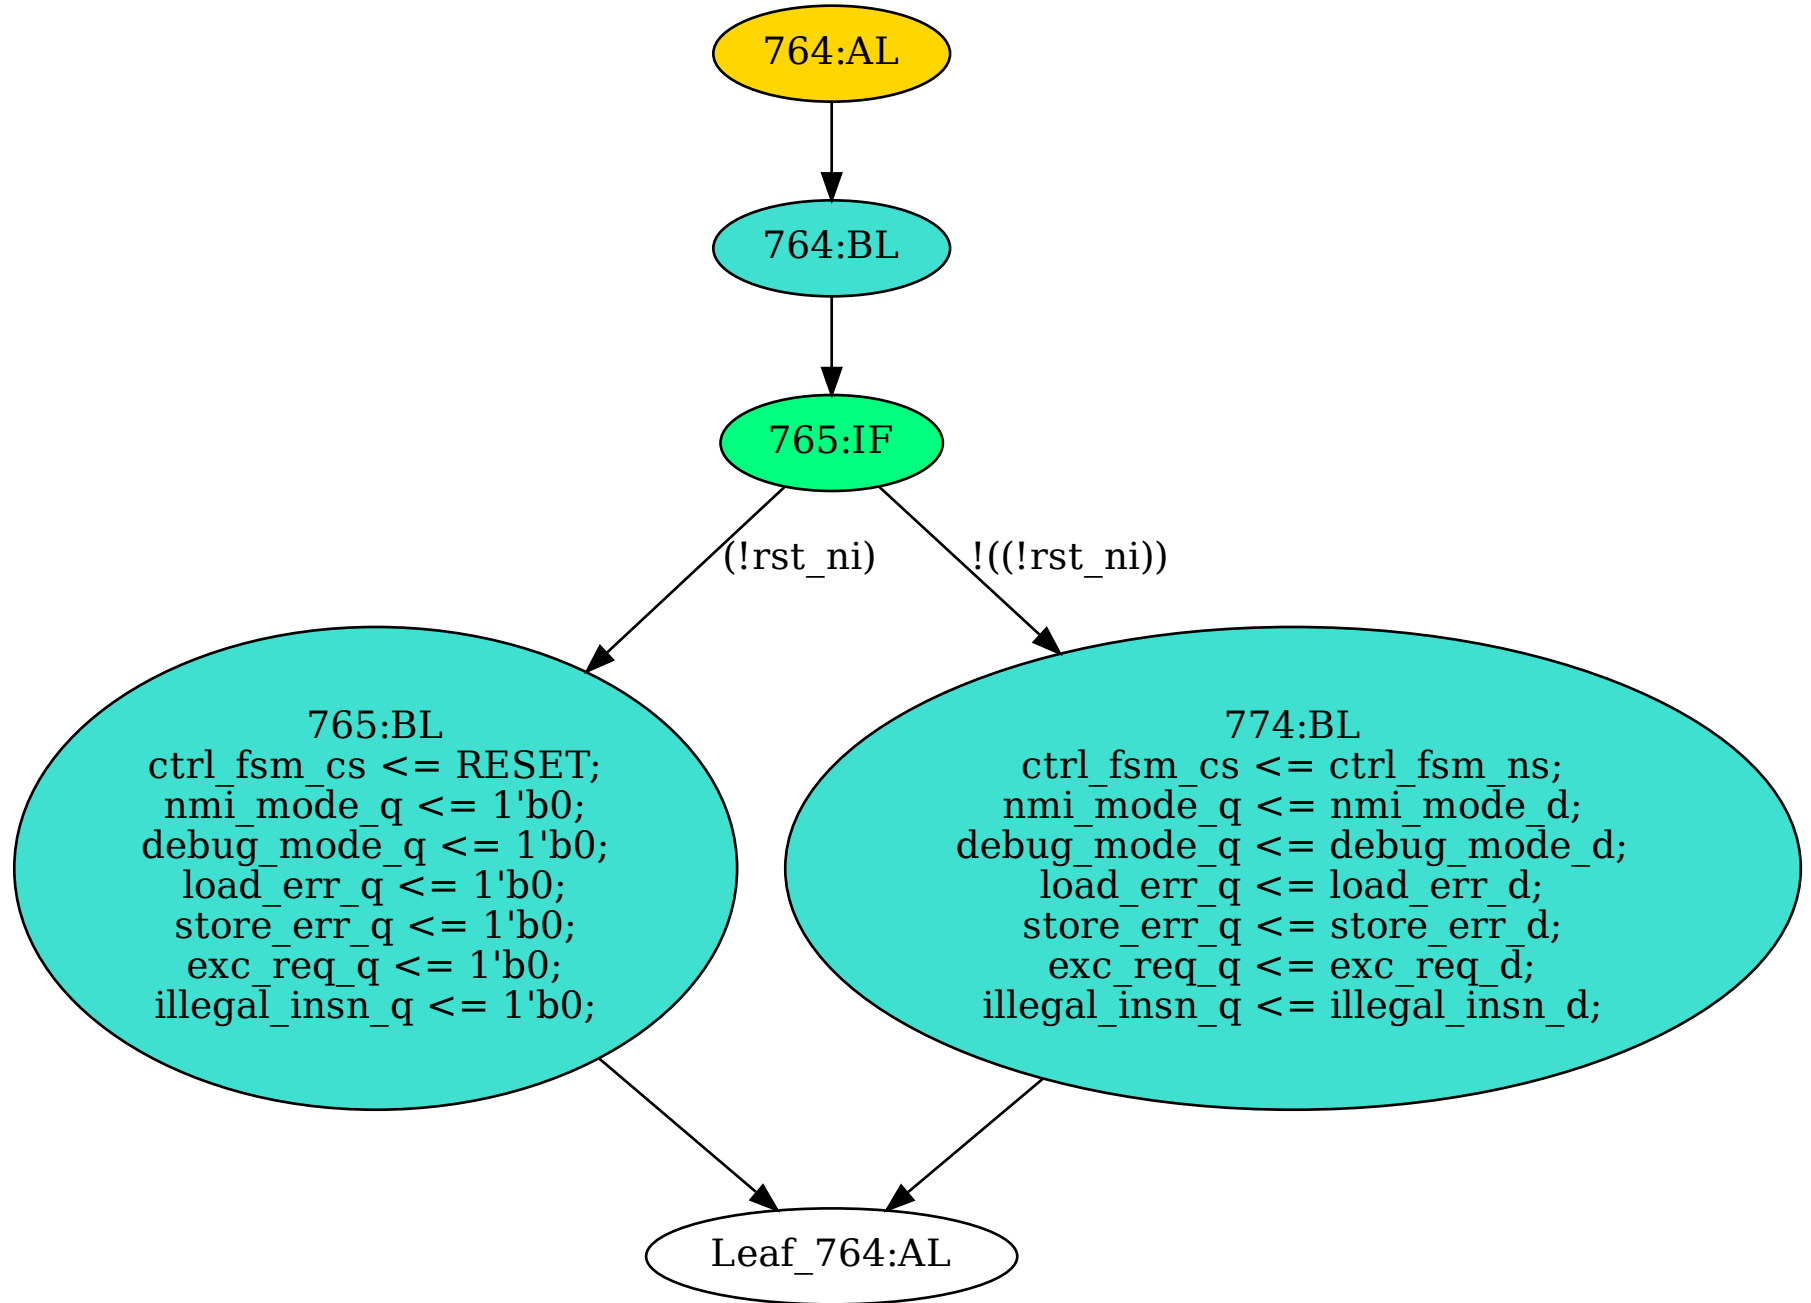 764:AL
764:BL
765:IF
(!rst_ni)
!((!rst_ni))
765:BL
ctrl_fsm_cs <= RESET;
nmi_mode_q <= 1'b0;
debug_mode_q <= 1'b0;
load_err_q <= 1'b0;
store_err_q <= 1'b0;
exc_req_q <= 1'b0;
illegal_insn_q <= 1'b0;
774:BL
ctrl_fsm_cs <= ctrl_fsm_ns;
nmi_mode_q <= nmi_mode_d;
debug_mode_q <= debug_mode_d;
load_err_q <= load_err_d;
store_err_q <= store_err_d;
exc_req_q <= exc_req_d;
illegal_insn_q <= illegal_insn_d;
Leaf_764:AL